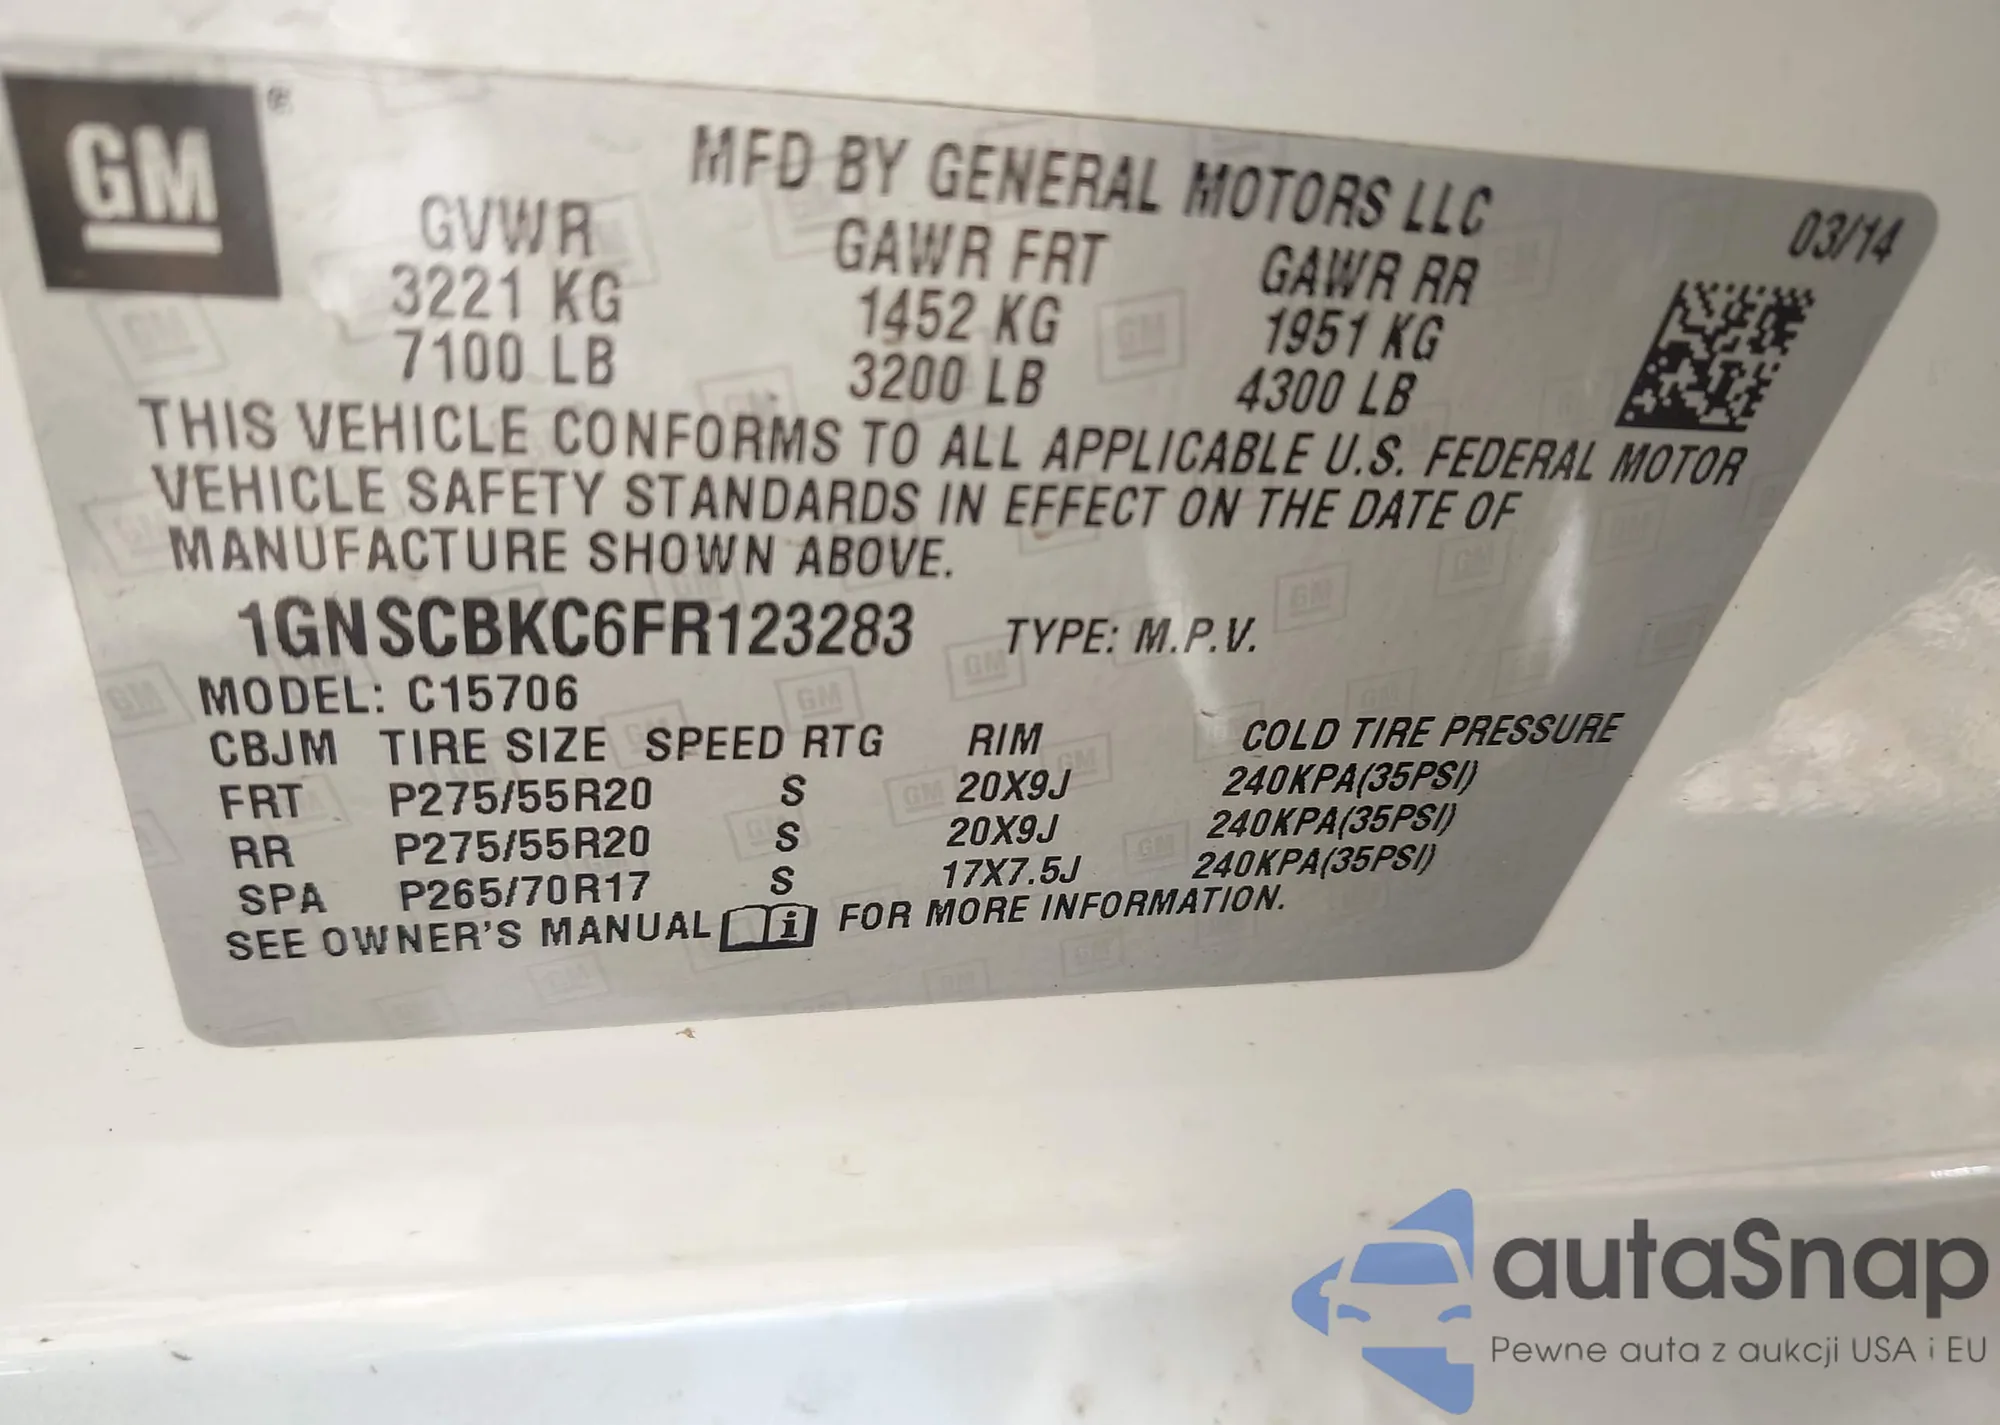 GM ®
MFD BY GENERAL MOTORS LLC
03/14
GVWR GAWR FRT GAWR RR
3221 KG 1452 KG 1951 KG
7100 LB 3200 LB 4300 LB
THIS VEHICLE CONFORMS TO ALL APPLICABLE U.S. FEDERAL MOTOR
VEHICLE SAFETY STANDARDS IN EFFECT ON THE DATE OF
MANUFACTURE SHOWN ABOVE.
1GNSCBKC6FR123283 TYPE: M.P.V.
MODEL: C15706
CBJM TIRE SIZE SPEED RTG RIM COLD TIRE PRESSURE
FRT P275/55R20 S 20X9J 240KPA(35PSI)
RR P275/55R20 S 20X9J 240KPA(35PSI)
SPA P265/70R17 S 17X7.5J 240KPA(35PSI)
SEE OWNER'S MANUAL i FOR MORE INFORMATION.
autaSnap
Pewne auta z aukcji USA i EU